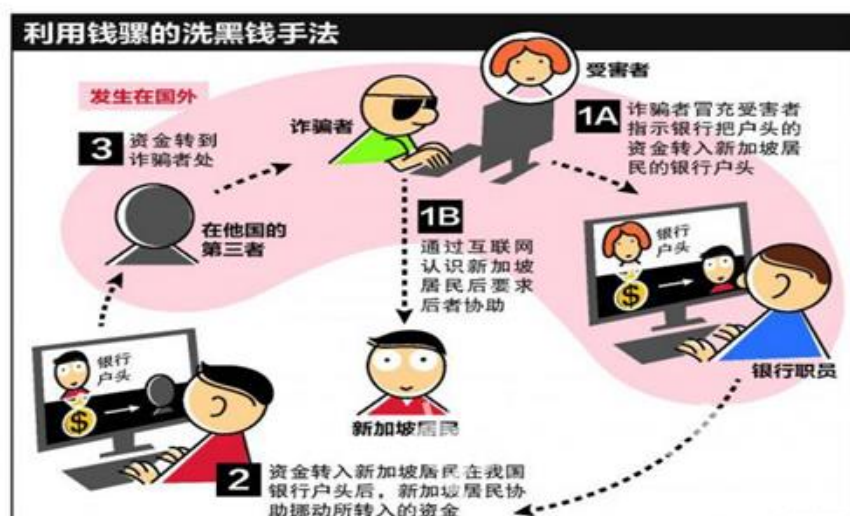 利用钱骡的洗黑钱手法
发生在国外
受害者
诈骗者
1A
诈骗者冒充受害者
指示银行把户头的
资金转入新加坡居
民的银行户头
3
资金转到
诈骗者处
在他国的
第三者
1B
通过互联网
认识新加坡
居民后要求
后者协助
银行
户头
$
银行职员
银行
户头
$
新加坡居民
2
资金转入新加坡居民在我国
银行户头后，新加坡居民协
助挪动所转入的资金